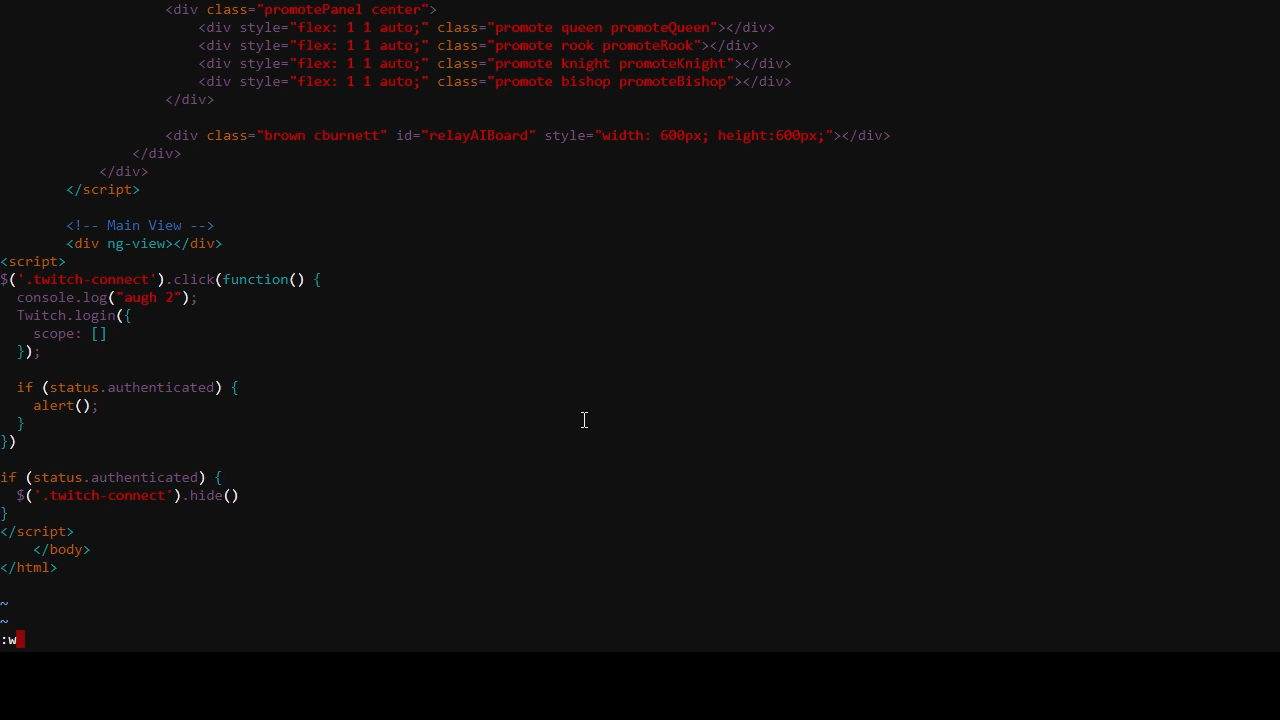 <div class="promotePanel center">
<div style="flex: 1 1 auto;" class="promote queen promoteQueen"></div>
<div style="flex: 1 1 auto;" class="promote rook promoteRook"></div>
<div style="flex: 1 1 auto;" class="promote knight promoteKnight"></div>
<div style="flex: 1 1 auto;" class="promote bishop promoteBishop"></div>
</div>
<div class="brown cburnett" id="relayAIBoard" style="width: 600px; height:600px;"></div>
</div>
</div>
</script>
<!-- Main View -->
<div ng-view></div>
<script>
$('.twitch-connect').click(function() {
console.log("augh 2");
Twitch.login({
scope: []
});
if (status.authenticated) {
alert();
}
})
if (status.authenticated) {
$('.twitch-connect').hide()
}
</script>
</body>
</html>
~
~
:w